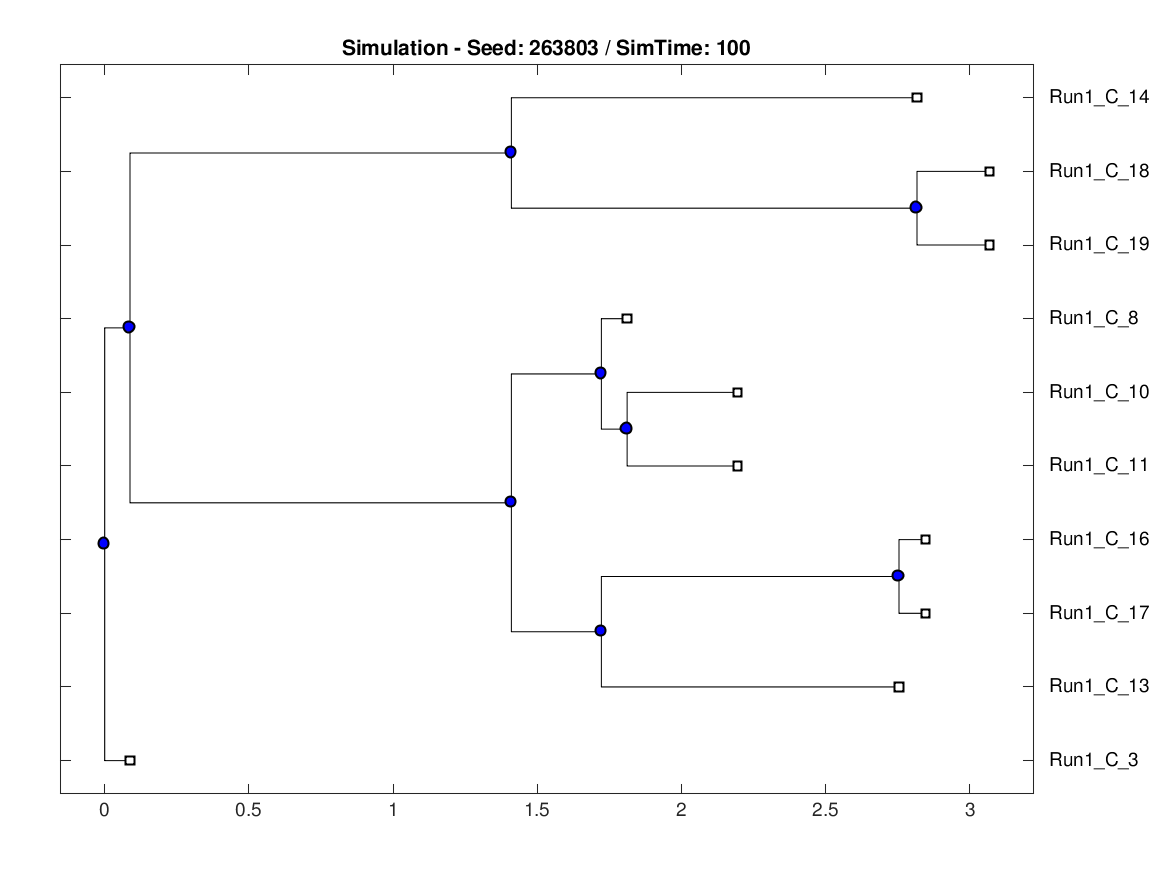 Simulation - Seed: 263803 / SimTime: 100
Run1_C_14
Run1_C_18
Run1_C_19
Run1_C_8
Run1_C_10
Run1_C_11
Run1_C_16
Run1_C_17
Run1_C_13
Run1_C_3
0 0.5 1 1.5 2 2.5 3